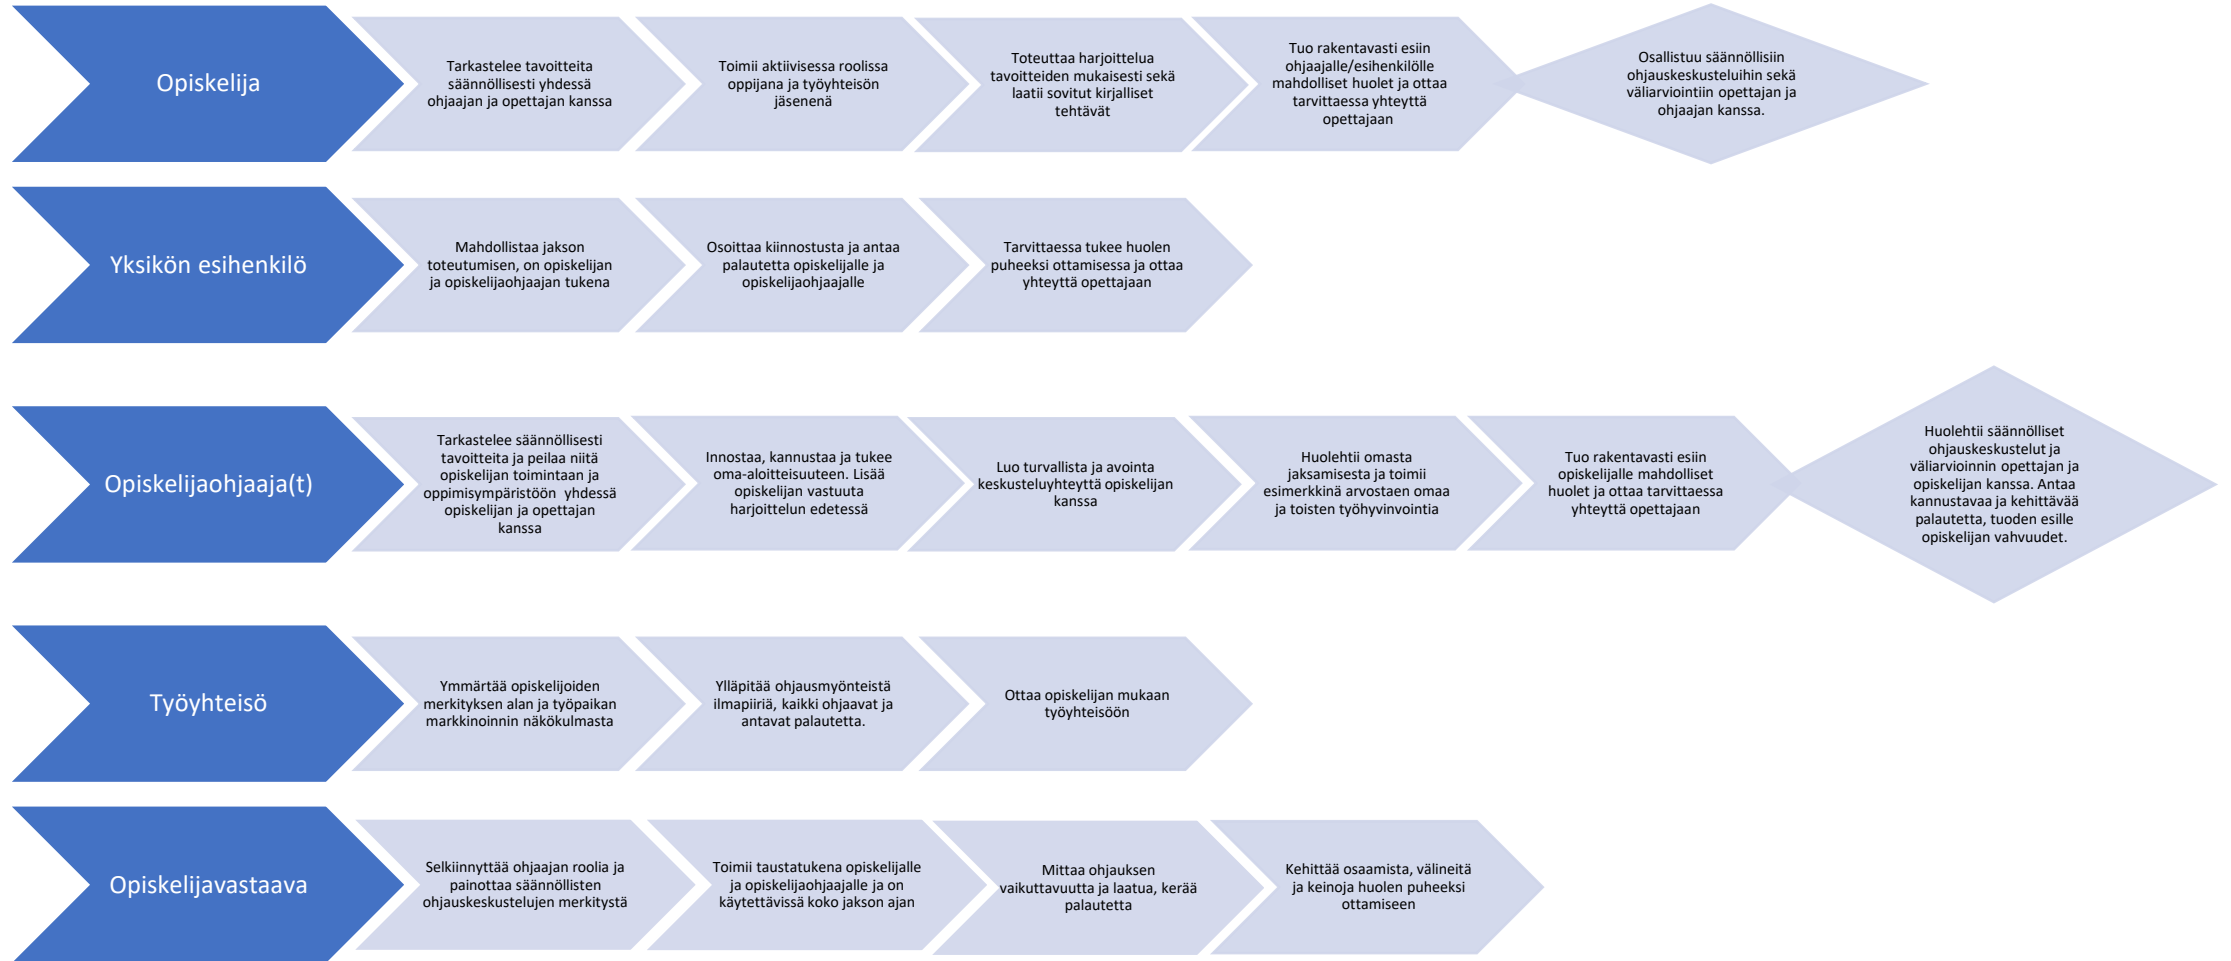 Opiskelija
Tarkastelee tavoitteita
säännöllisesti yhdessä
ohjaajan ja opettajan kanssa
Toimii aktiivisessa roolissa
oppijana ja työyhteisön
jäsenenä
Toteuttaa harjoittelua
tavoitteiden mukaisesti sekä
laatii sovitut kirjalliset
tehtävät
Tuo rakentavasti esiin
ohjaajalle/esihenkilölle
mahdolliset huolet ja ottaa
tarvittaessa yhteyttä
opettajaan
Osallistuu säännöllisiin
ohjauskeskusteluihin sekä
väliarviointiin opettajan ja
ohjaajan kanssa.
Yksikön esihenkilö
Mahdollistaa jakson
toteutumisen, on opiskelijan
ja opiskelijaohjaajan tukena
Osoittaa kiinnostusta ja antaa
palautetta opiskelijalle ja
opiskelijaohjaajalle
Tarvittaessa tukee huolen
puheeksi ottamisessa ja ottaa
yhteyttä opettajaan
Opiskelijaohjaaja(t)
Tarkastelee säännöllisesti
tavoitteita ja peilaa niitä
opiskelijan toimintaan ja
oppimisympäristöön yhdessä
opiskelijan ja opettajan
kanssa
Innostaa, kannustaa ja tukee
oma-aloitteisuuteen. Lisää
opiskelijan vastuuta
harjoittelun edetessä
Luo turvallista ja avointa
keskusteluyhteyttä opiskelijan
kanssa
Huolehtii omasta
jaksamisesta ja toimii
esimerkkinä arvostaen omaa
ja toisten työhyvinvointia
Tuo rakentavasti esiin
opiskelijalle mahdolliset
huolet ja ottaa tarvittaessa
yhteyttä opettajaan
Huolehtii säännölliset
ohjauskeskustelut ja
väliarvioinnin opettajan ja
opiskelijan kanssa. Antaa
kannustavaa ja kehittävää
palautetta, tuoden esille
opiskelijan vahvuudet.
Työyhteisö
Ymmärtää opiskelijoiden
merkityksen alan ja työpaikan
markkinoinnin näkökulmasta
Ylläpitää ohjausmyönteistä
ilmapiiriä, kaikki ohjaavat ja
antavat palautetta.
Ottaa opiskelijan mukaan
työyhteisöön
Opiskelijavastaava
Selkiinnyttää ohjaajan roolia ja
painottaa säännöllisten
ohjauskeskustelujen merkitystä
Toimii taustatukena opiskelijalle
ja opiskelijaohjaajalle ja on
käytettävissä koko jakson ajan
Mittaa ohjauksen
vaikuttavuutta ja laatua, kerää
palautetta
Kehittää osaamista, välineitä
ja keinoja huolen puheeksi
ottamiseen